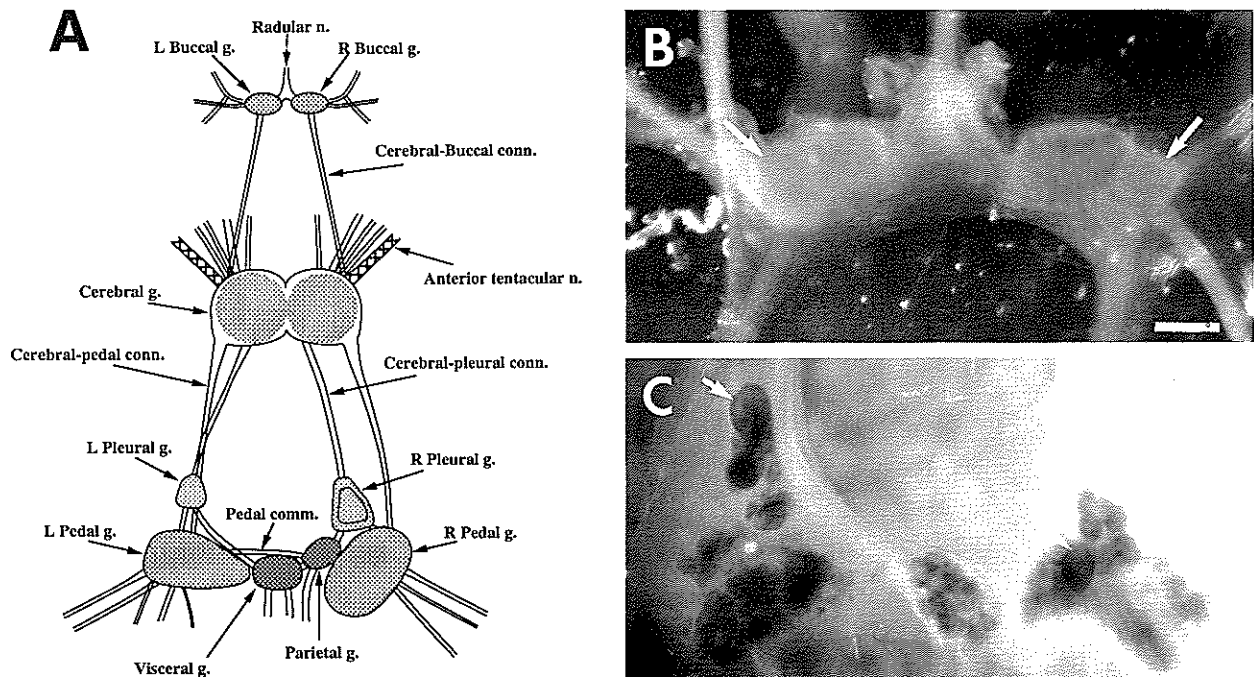 A
Radular n.
L Buccal g.
R Buccal g.
Cerebral-Buccal conn.
Anterior tentacular n.
Cerebral g.
Cerebral-pedal conn.
Cerebral-pleural conn.
L Pleural g.
R Pleural g.
Pedal comm.
L Pedal g.
R Pedal g.
Parietal g.
Visceral g.
B
C